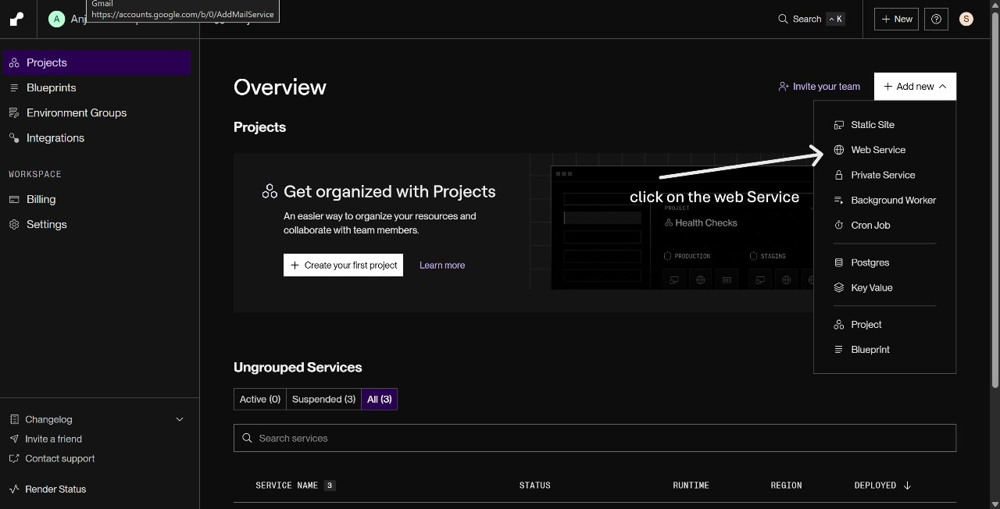 Gmail
https://accounts.google.com/b/0/AddMailService
A
Search
K
+ New
S
Projects
Blueprints
Environment Groups
Integrations
WORKSPACE
Billing
Settings
Changelog
Invite a friend
Contact support
Render Status
Overview
Invite your team
+ Add new
Projects
Get organized with Projects
An easier way to organize your resources and
collaborate with team members.
+ Create your first project
Learn more
click on the web Service
PROJECT
Health Checks
PRODUCTION
STAGING
Static Site
Web Service
Private Service
Background Worker
Cron Job
Postgres
Key Value
Project
Blueprint
Ungrouped Services
Active (0)
Suspended (3)
All (3)
Search services
SERVICE NAME 3
STATUS
RUNTIME
REGION
DEPLOYED